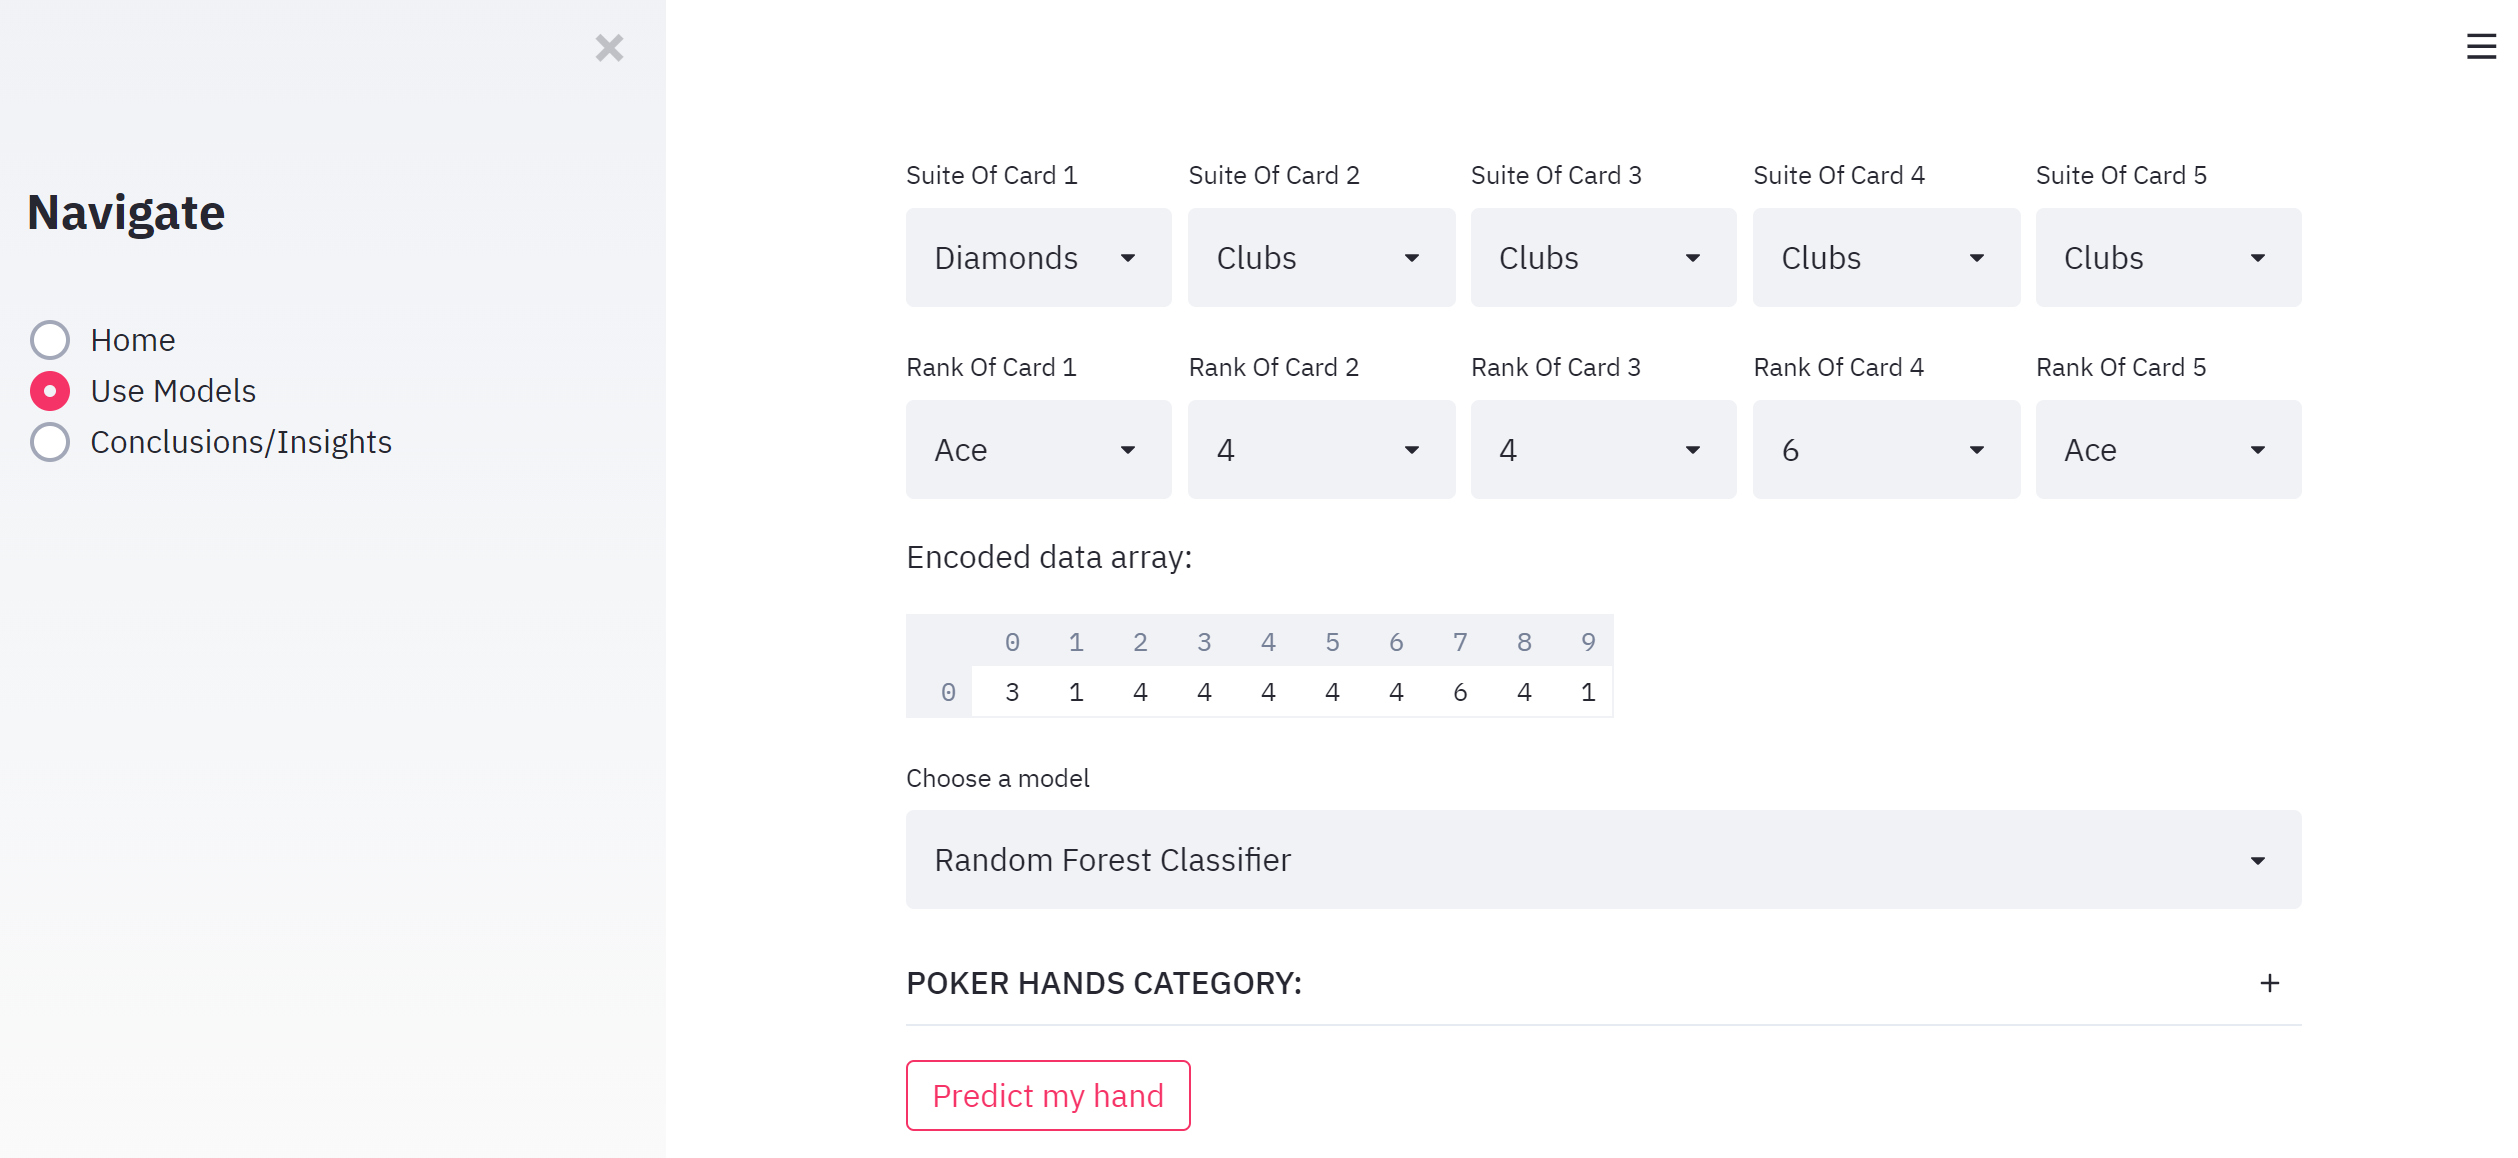 Navigate
Home
Use Models
Conclusions/Insights
Suite Of Card 1 Suite Of Card 2 Suite Of Card 3 Suite Of Card 4 Suite Of Card 5
Diamonds Clubs Clubs Clubs Clubs
Rank Of Card 1 Rank Of Card 2 Rank Of Card 3 Rank Of Card 4 Rank Of Card 5
Ace 4 4 6 Ace
Encoded data array:
0 1 2 3 4 5 6 7 8 9
0 3 1 4 4 4 4 4 6 4 1
Choose a model
Random Forest Classifier
POKER HANDS CATEGORY:
Predict my hand